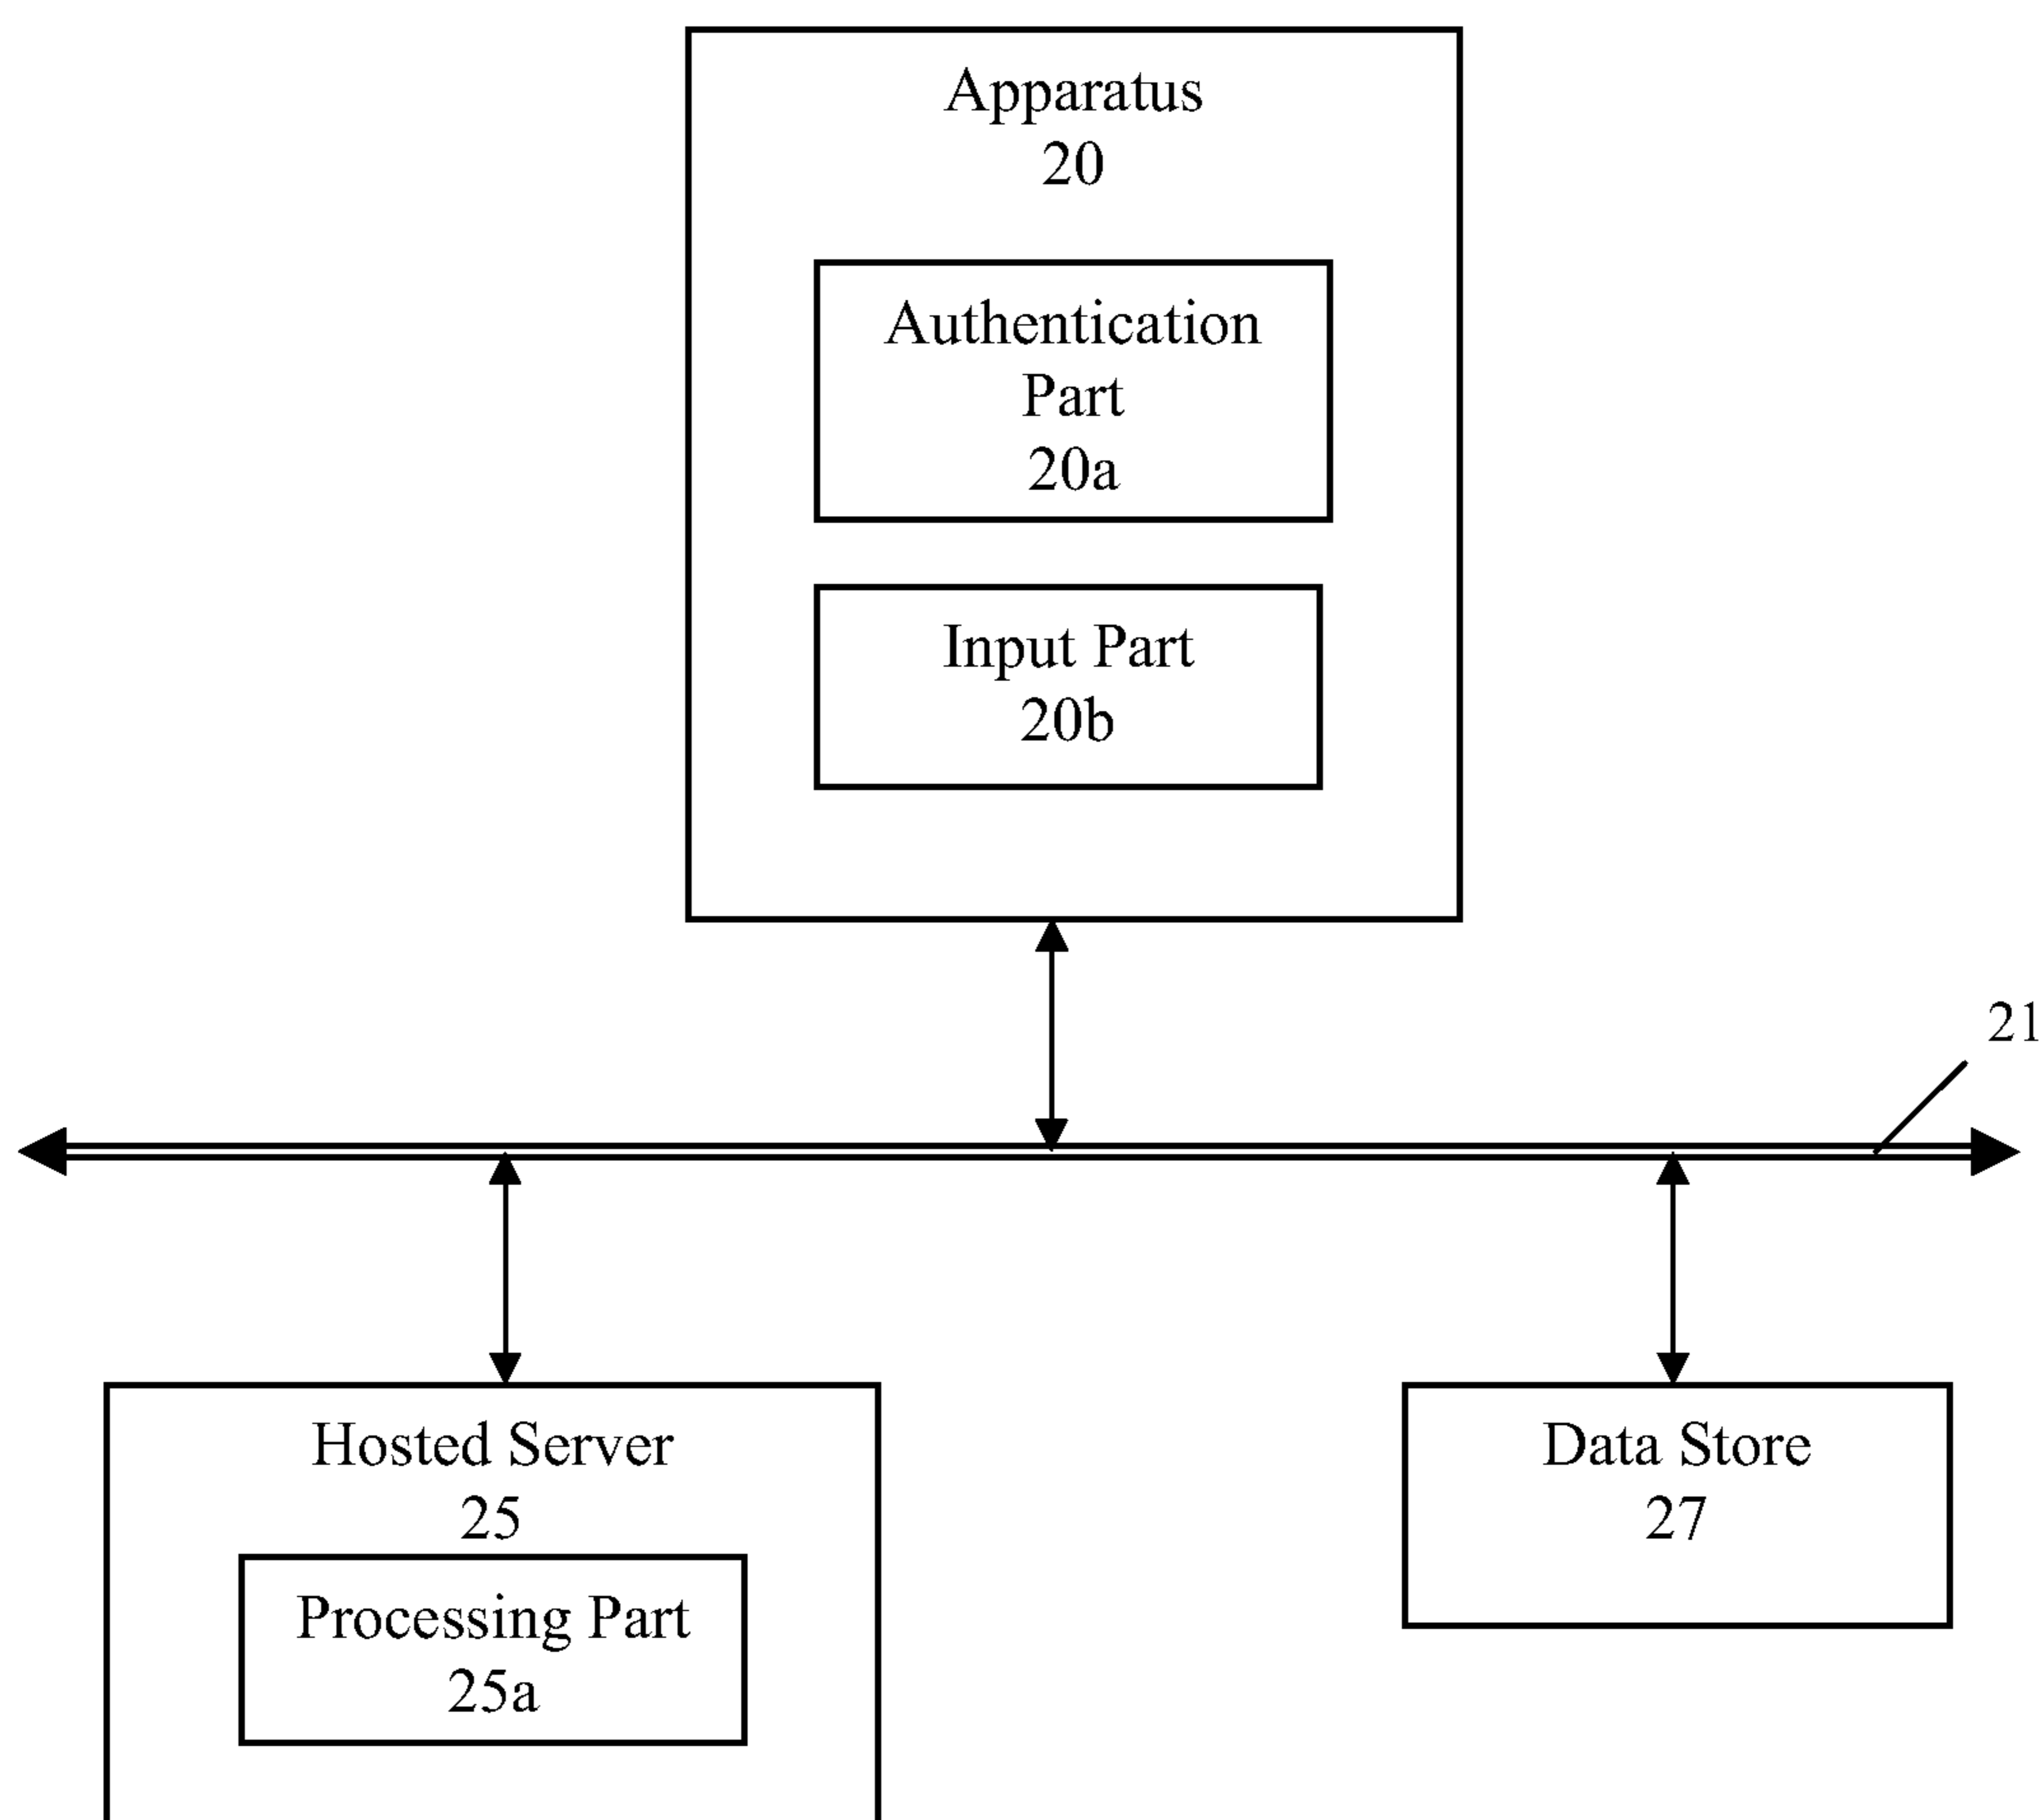 Apparatus
20
Authentication
Part
20a
Input Part
20b
21
Hosted Server
25
Processing Part
25a
Data Store
27